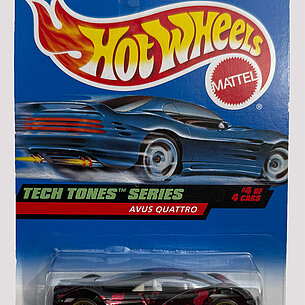 Hot Wheels
MATTEL
TECH TONES™ SERIES
#4 OF
4 CARS
AVUS QUATTRO